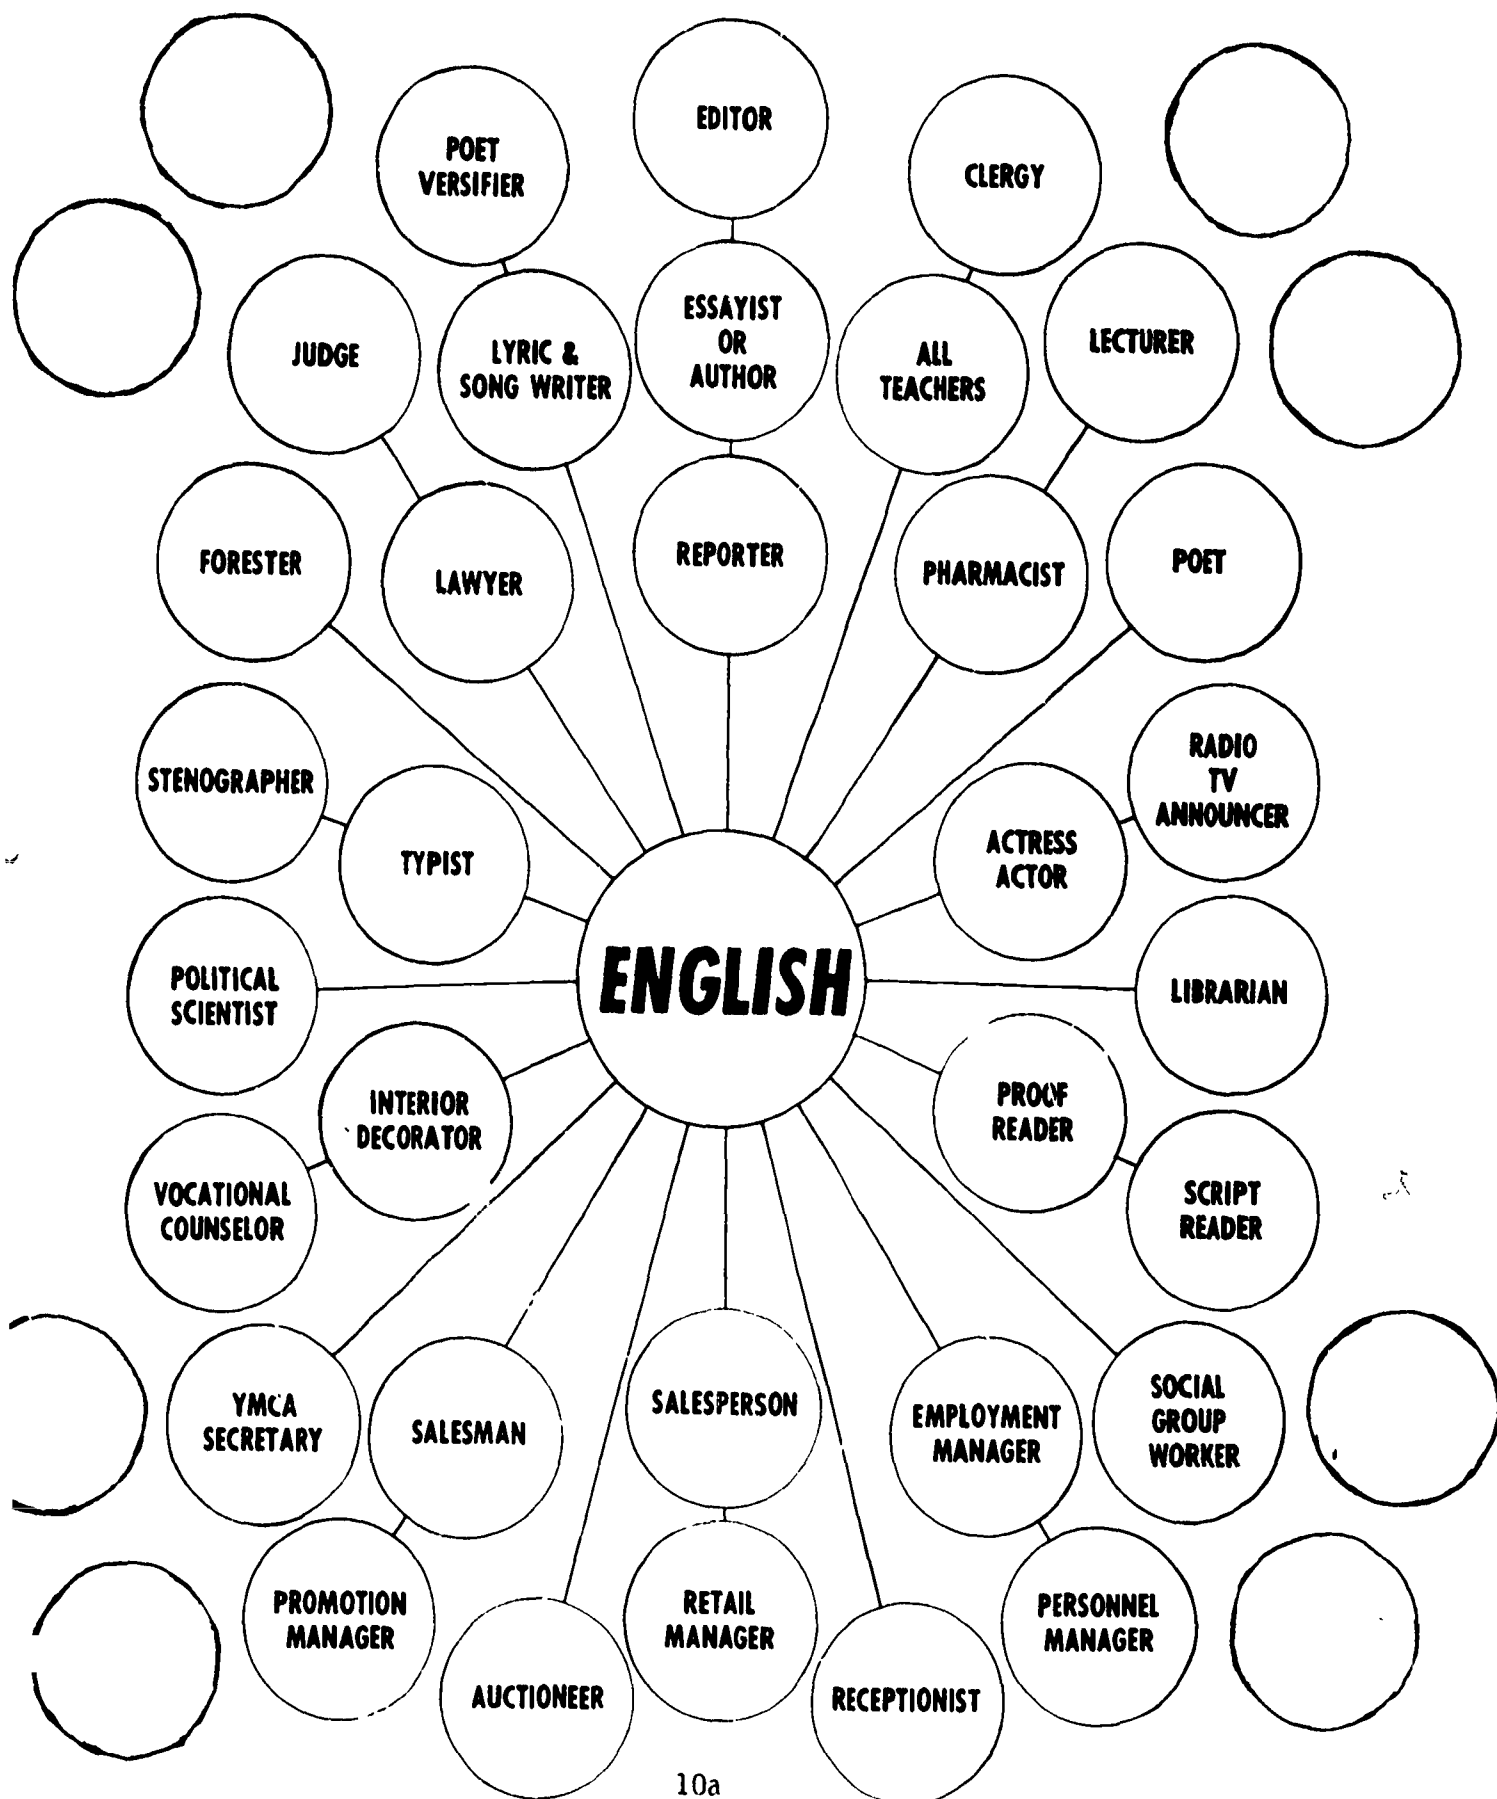 EDITOR
POET
VERSIFIER
CLERGY
ESSAYIST
OR
AUTHOR
JUDGE
LYRIC &
SONG WRITER
ALL
TEACHERS
LECTURER
FORESTER
LAWYER
REPORTER
PHARMACIST
POET
STENOGRAPHER
TYPIST
ACTRESS
ACTOR
RADIO
TV
ANNOUNCER
POLITICAL
SCIENTIST
ENGLISH
LIBRARIAN
INTERIOR
DECORATOR
PROOF
READER
VOCATIONAL
COUNSELOR
SCRIPT
READER
YMCA
SECRETARY
SALESMAN
SALESPERSON
EMPLOYMENT
MANAGER
SOCIAL
GROUP
WORKER
PROMOTION
MANAGER
AUCTIONEER
RETAIL
MANAGER
RECEPTIONIST
PERSONNEL
MANAGER
10a